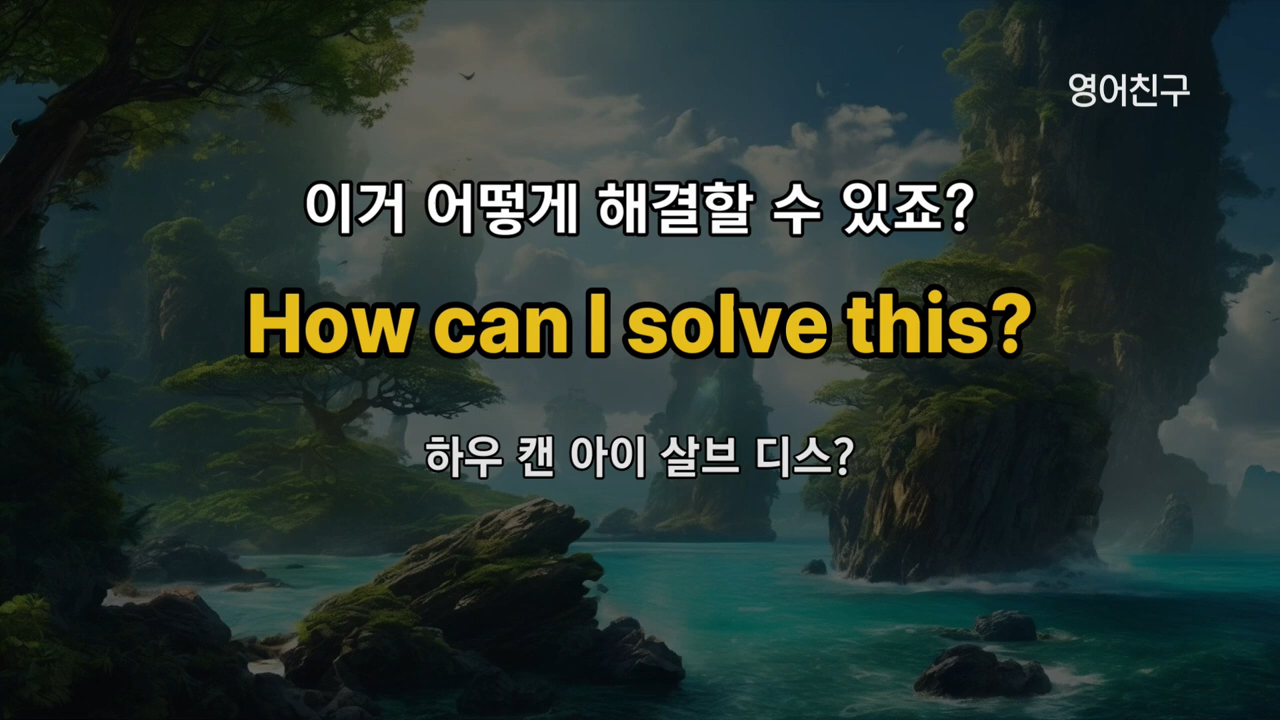 영어친구
이거 어떻게 해결할 수 있죠?
How can I solve this?
하우 캔 아이 살브 디스?